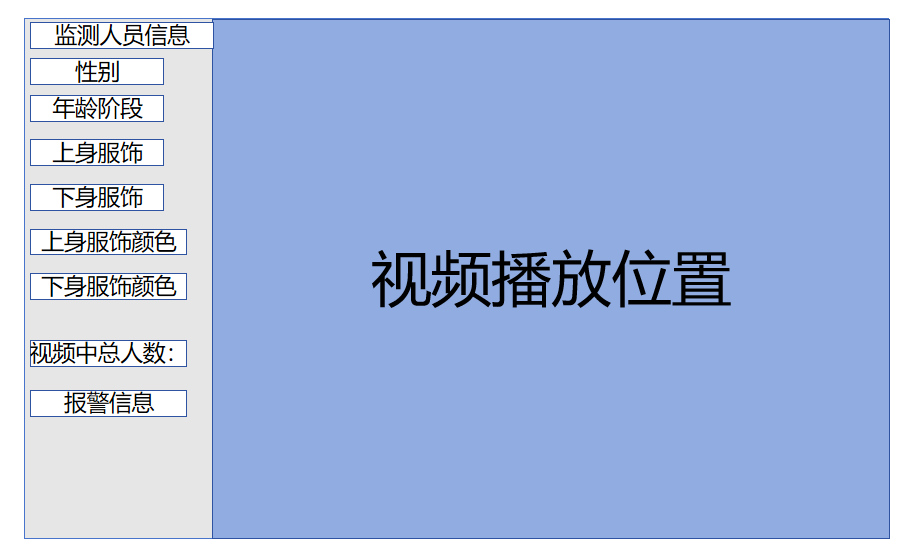 监测人员信息
性别
年龄阶段
上身服饰
下身服饰
上身服饰颜色
下身服饰颜色
视频中总人数：
报警信息
视频播放位置